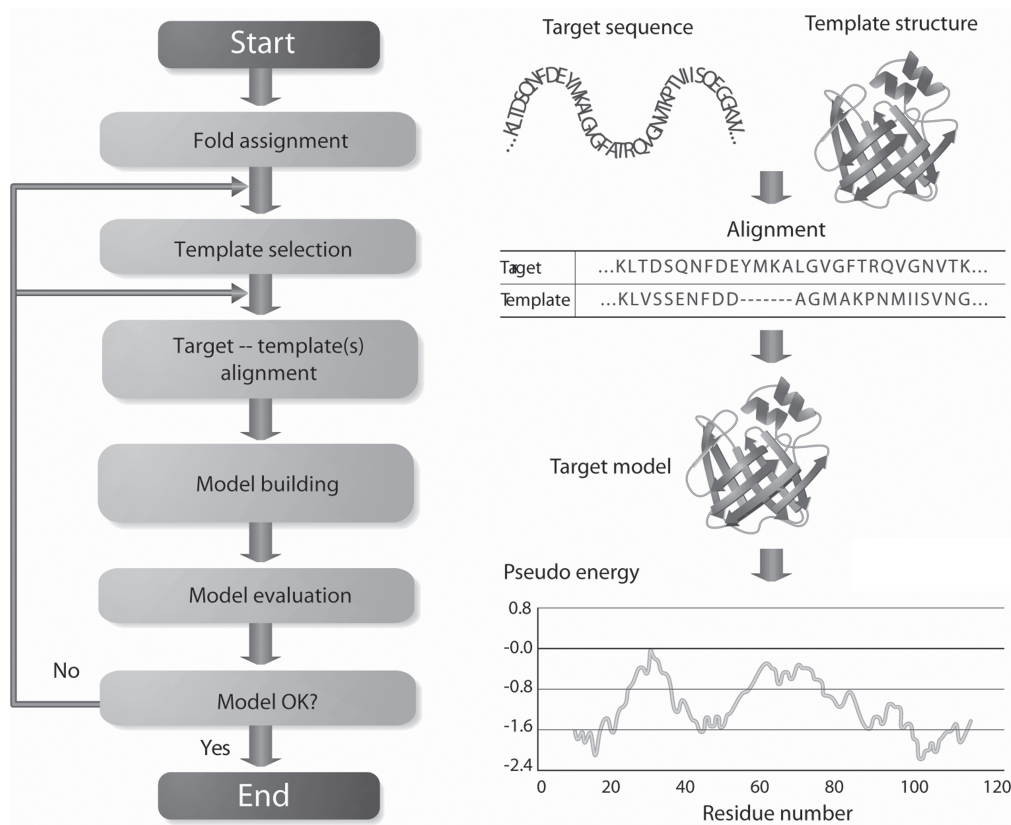 Start
Fold assignment
Template selection
Target -- template(s)
alignment
Model building
Model evaluation
No
Model OK?
Yes
End
Target sequence
Template structure
...KLTDSQNFDEYMKALGVGFATRQVGNVTKPTVIISQEGGKVV...
Alignment
Target ...KLTDSQNFDEYMKALGVGFTRQVGNVTK...
Template ...KLVSSENFDD-------AGMAKPNMIISVNG...
Target model
Pseudo energy
0.8
-0.0
-0.8
-1.6
-2.4
0 20 40 60 80 100 120
Residue number